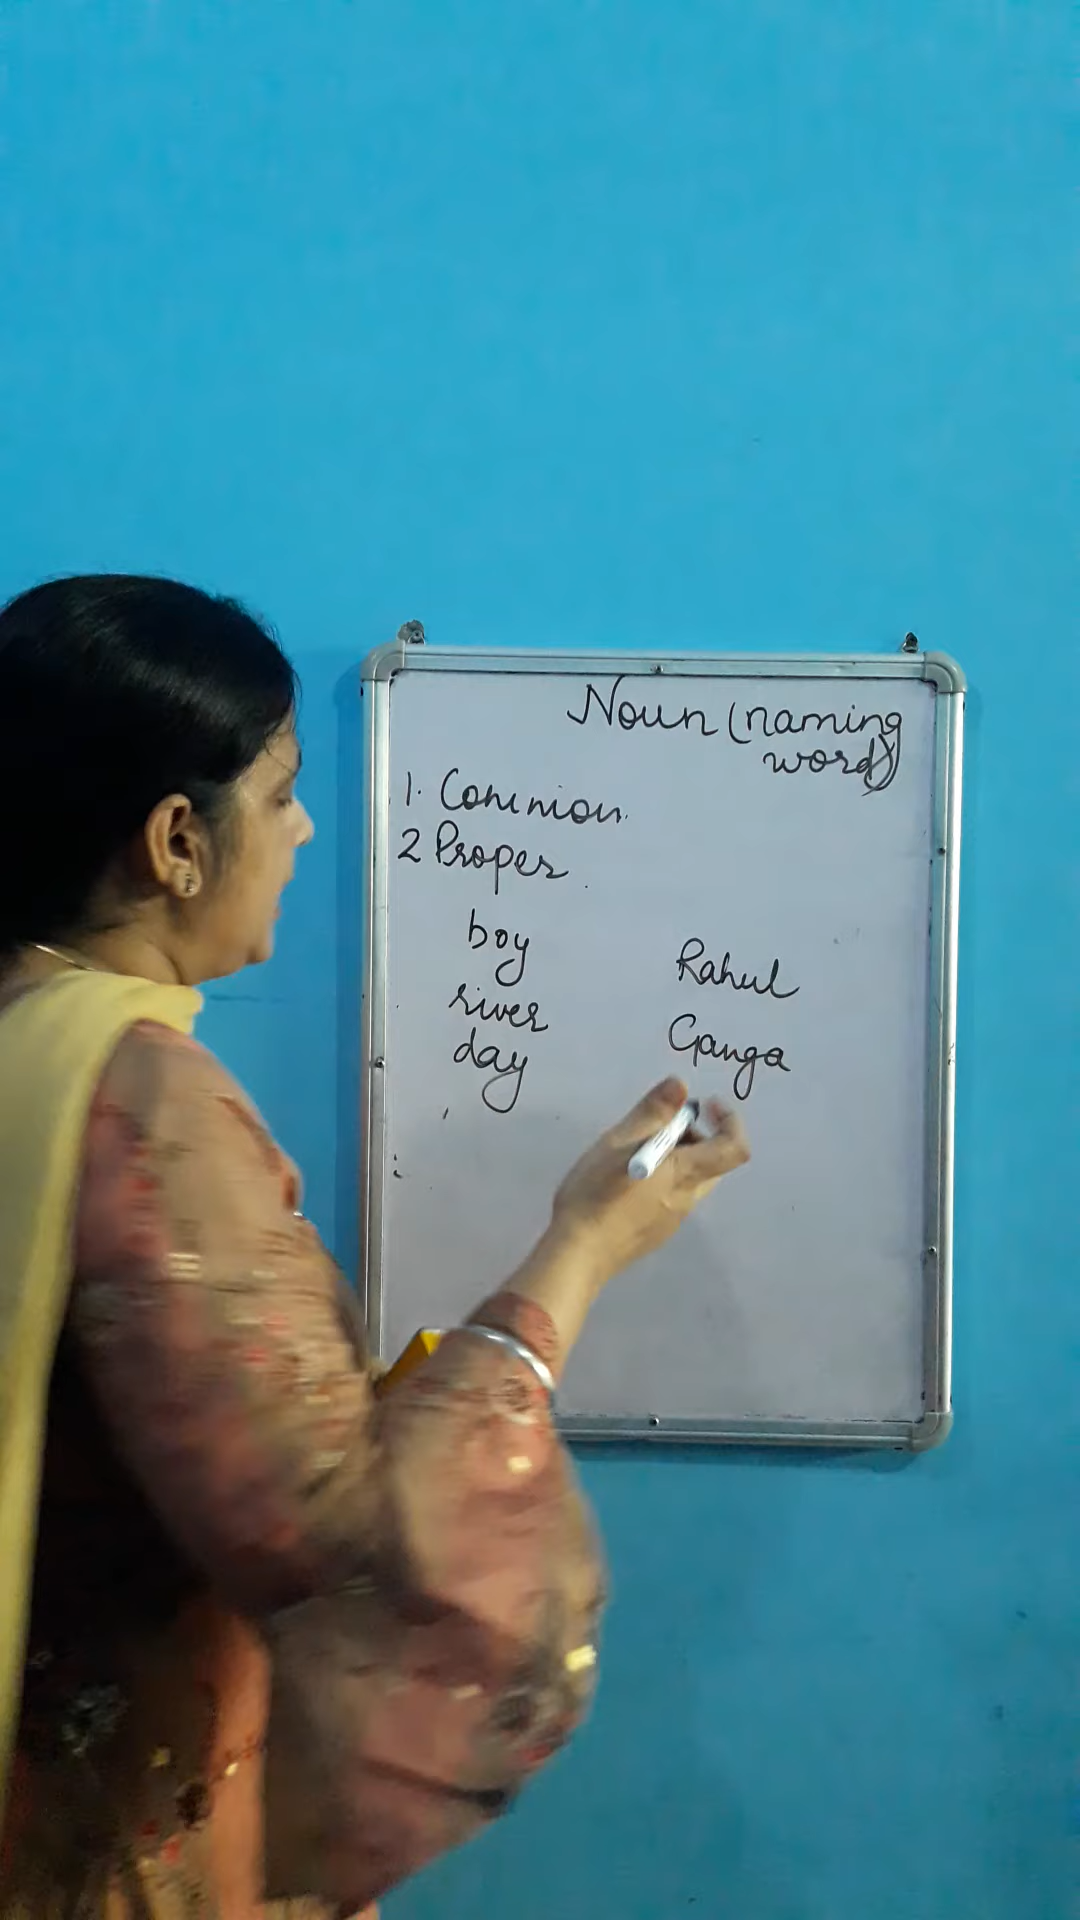 Noun (naming
word)
1. Common.
2 Proper
boy
river
day
Rahul
Ganga